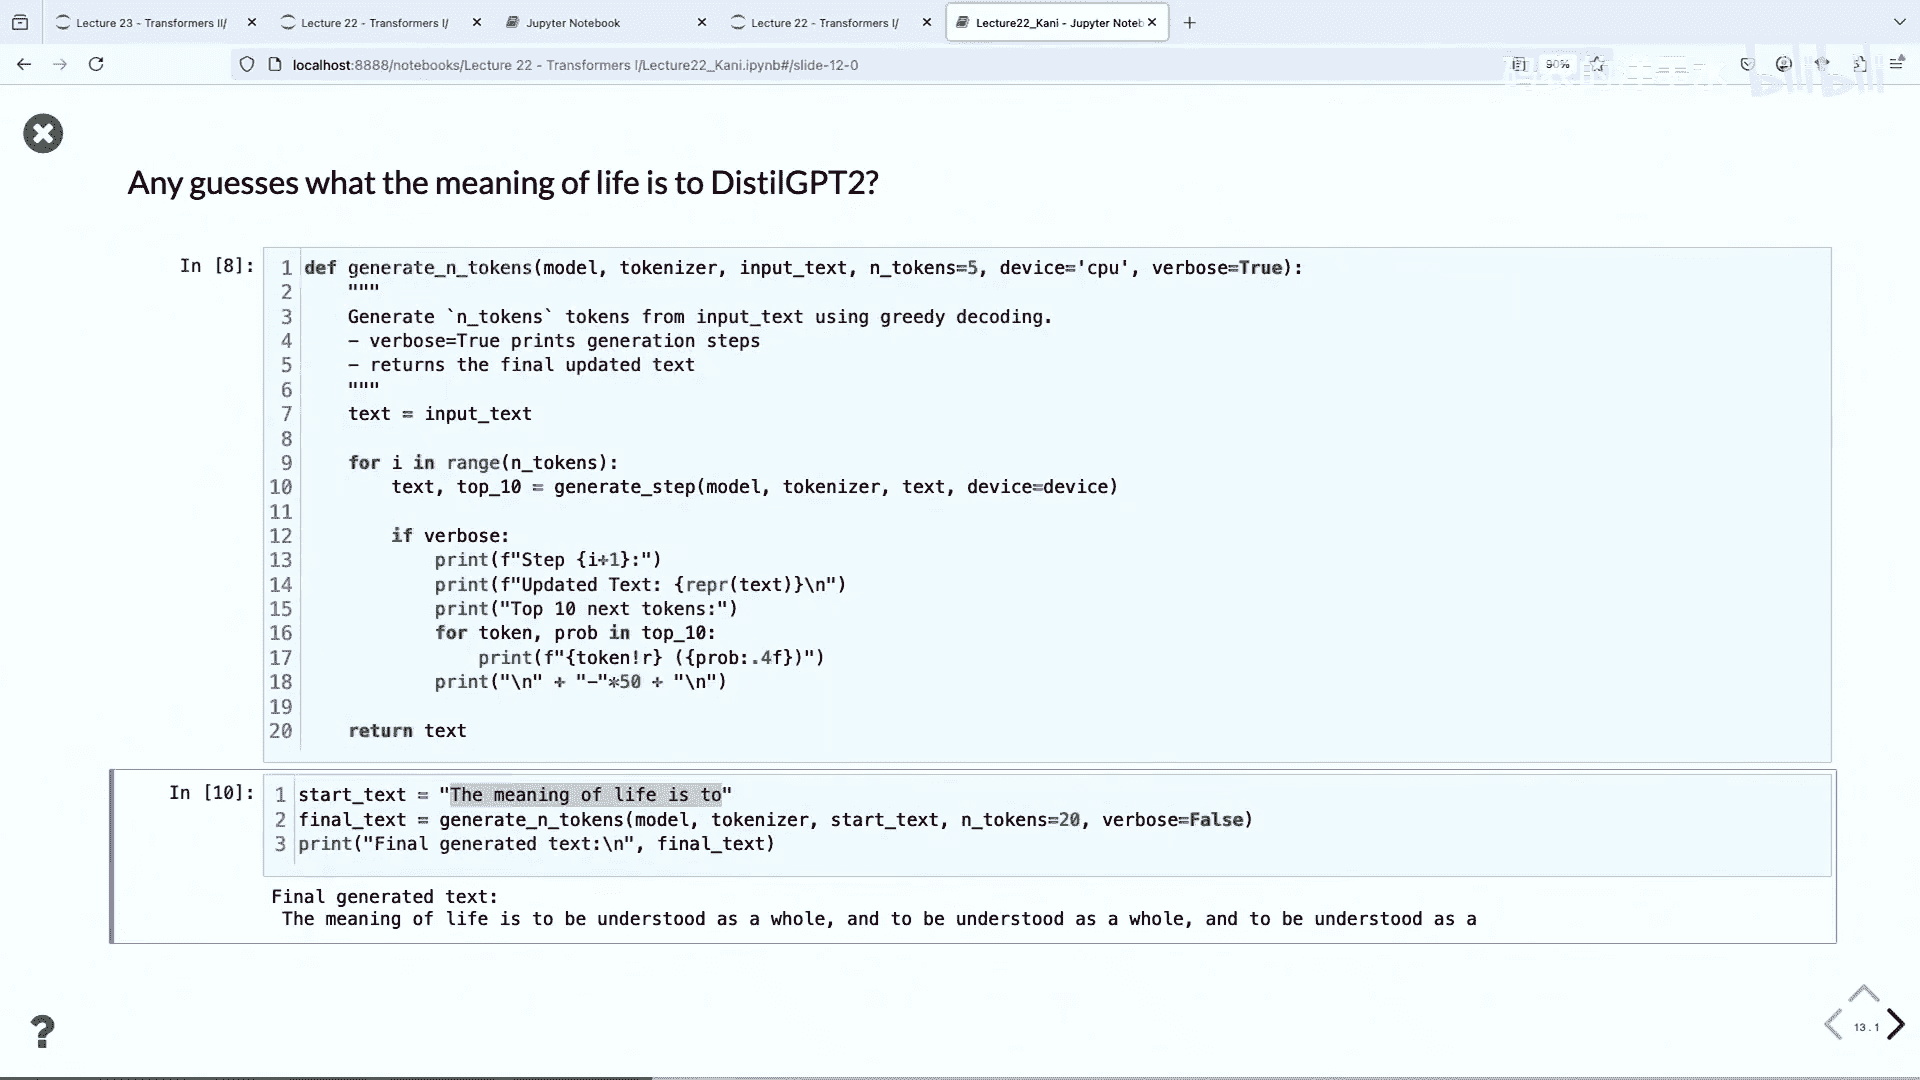 Lecture 23 - Transformers II/
Lecture 22 - Transformers I/
Jupyter Notebook
Lecture 22 - Transformers I/
Lecture22_Kani - Jupyter Noteb
localhost:8888/notebooks/Lecture 22 - Transformers I/Lecture22_Kani.ipynb#/slide-12-0
90%
bilibili
Any guesses what the meaning of life is to DistilGPT2?
In [8]:
1 def generate_n_tokens(model, tokenizer, input_text, n_tokens=5, device='cpu', verbose=True):
2     """
3     Generate `n_tokens` tokens from input_text using greedy decoding.
4     - verbose=True prints generation steps
5     - returns the final updated text
6     """
7     text = input_text
8
9     for i in range(n_tokens):
10         text, top_10 = generate_step(model, tokenizer, text, device=device)
11
12         if verbose:
13             print(f"Step {i+1}:")
14             print(f"Updated Text: {repr(text)}\n")
15             print("Top 10 next tokens:")
16             for token, prob in top_10:
17                 print(f"{token!r} ({prob:.4f})")
18             print("\n" + "-"*50 + "\n")
19
20     return text
In [10]:
1 start_text = "The meaning of life is to"
2 final_text = generate_n_tokens(model, tokenizer, start_text, n_tokens=20, verbose=False)
3 print("Final generated text:\n", final_text)
Final generated text:
The meaning of life is to be understood as a whole, and to be understood as a whole, and to be understood as a
?
13.1